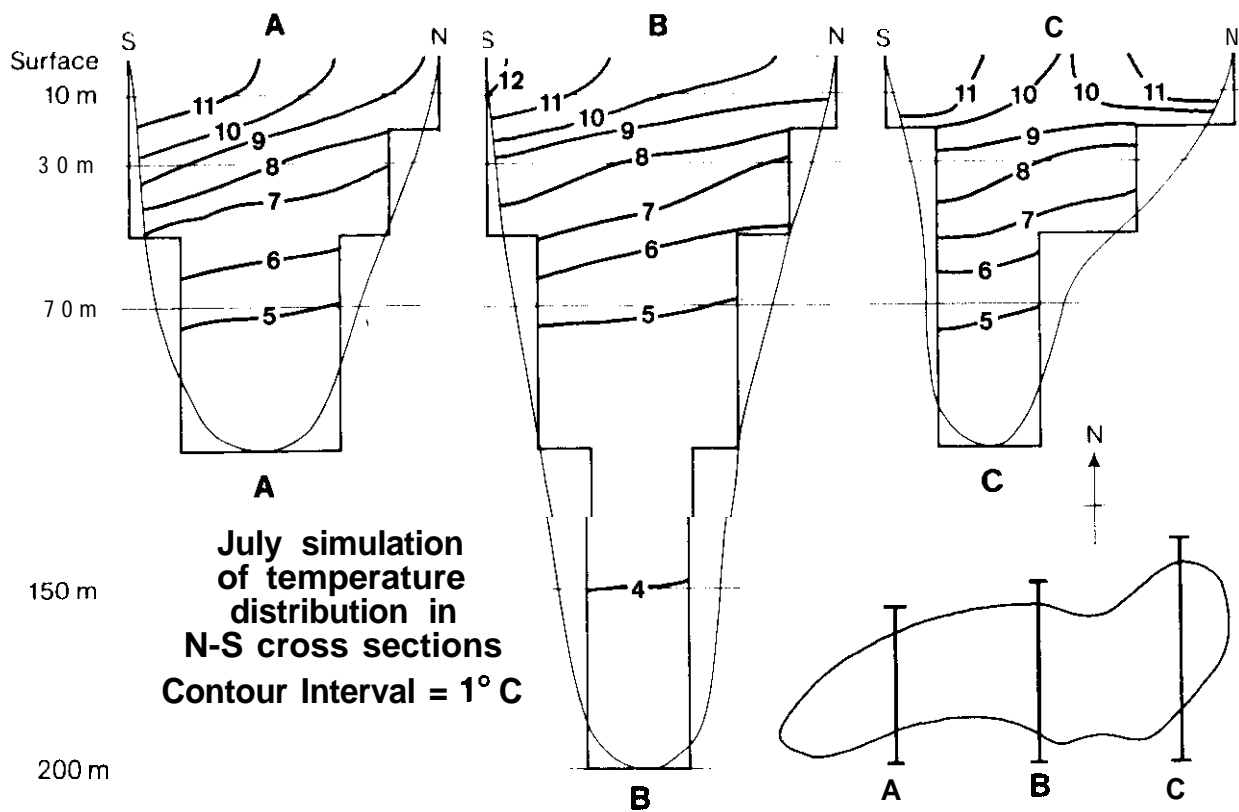 A
B
C
S
N
S
N
S
N
Surface
10 m
30 m
70 m
150 m
200 m
11
10
9
8
7
6
5
12
11
10
9
8
7
6
5
4
11
10
10
11
9
8
7
6
5
A
B
C
July simulation
of temperature
distribution in
N-S cross sections
Contour Interval = 1° C
N
A
B
C